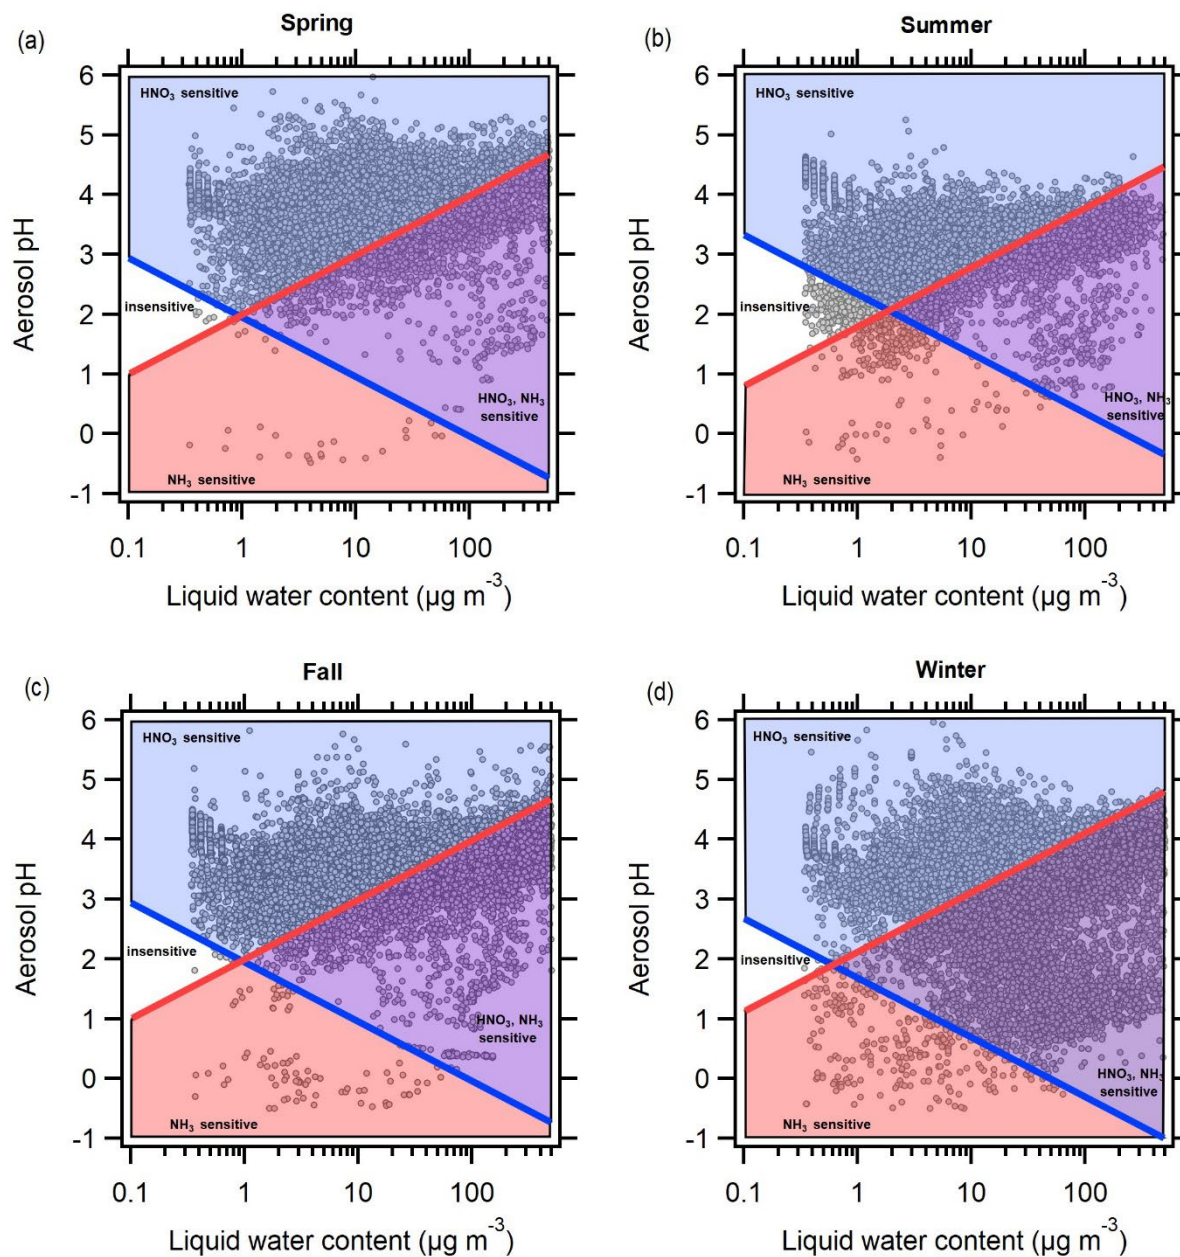 (a)
Spring
6
5
4
3
2
1
0
-1
Aerosol pH
HNO₃ sensitive
insensitive
HNO₃, NH₃
sensitive
NH₃ sensitive
0.1 1 10 100
Liquid water content (µg m⁻³)
(b)
Summer
6
5
4
3
2
1
0
-1
Aerosol pH
HNO₃ sensitive
insensitive
HNO₃, NH₃
sensitive
NH₃ sensitive
0.1 1 10 100
Liquid water content (µg m⁻³)
(c)
Fall
6
5
4
3
2
1
0
-1
Aerosol pH
HNO₃ sensitive
insensitive
HNO₃, NH₃
sensitive
NH₃ sensitive
0.1 1 10 100
Liquid water content (µg m⁻³)
(d)
Winter
6
5
4
3
2
1
0
-1
Aerosol pH
HNO₃ sensitive
insensitive
HNO₃, NH₃
sensitive
NH₃ sensitive
0.1 1 10 100
Liquid water content (µg m⁻³)